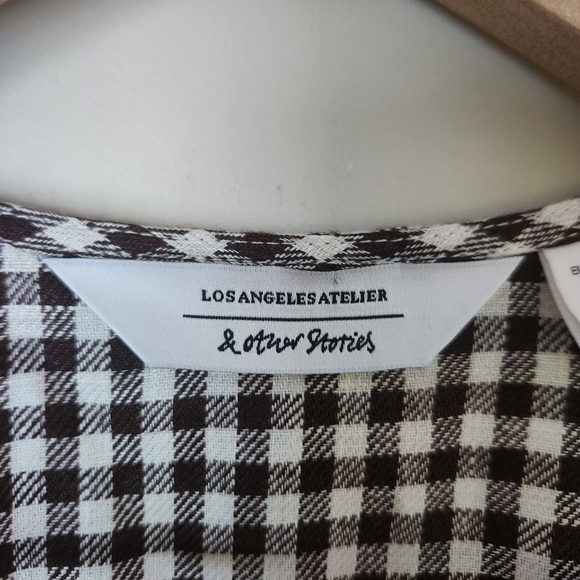 LOS ANGELES ATELIER
& other Stories